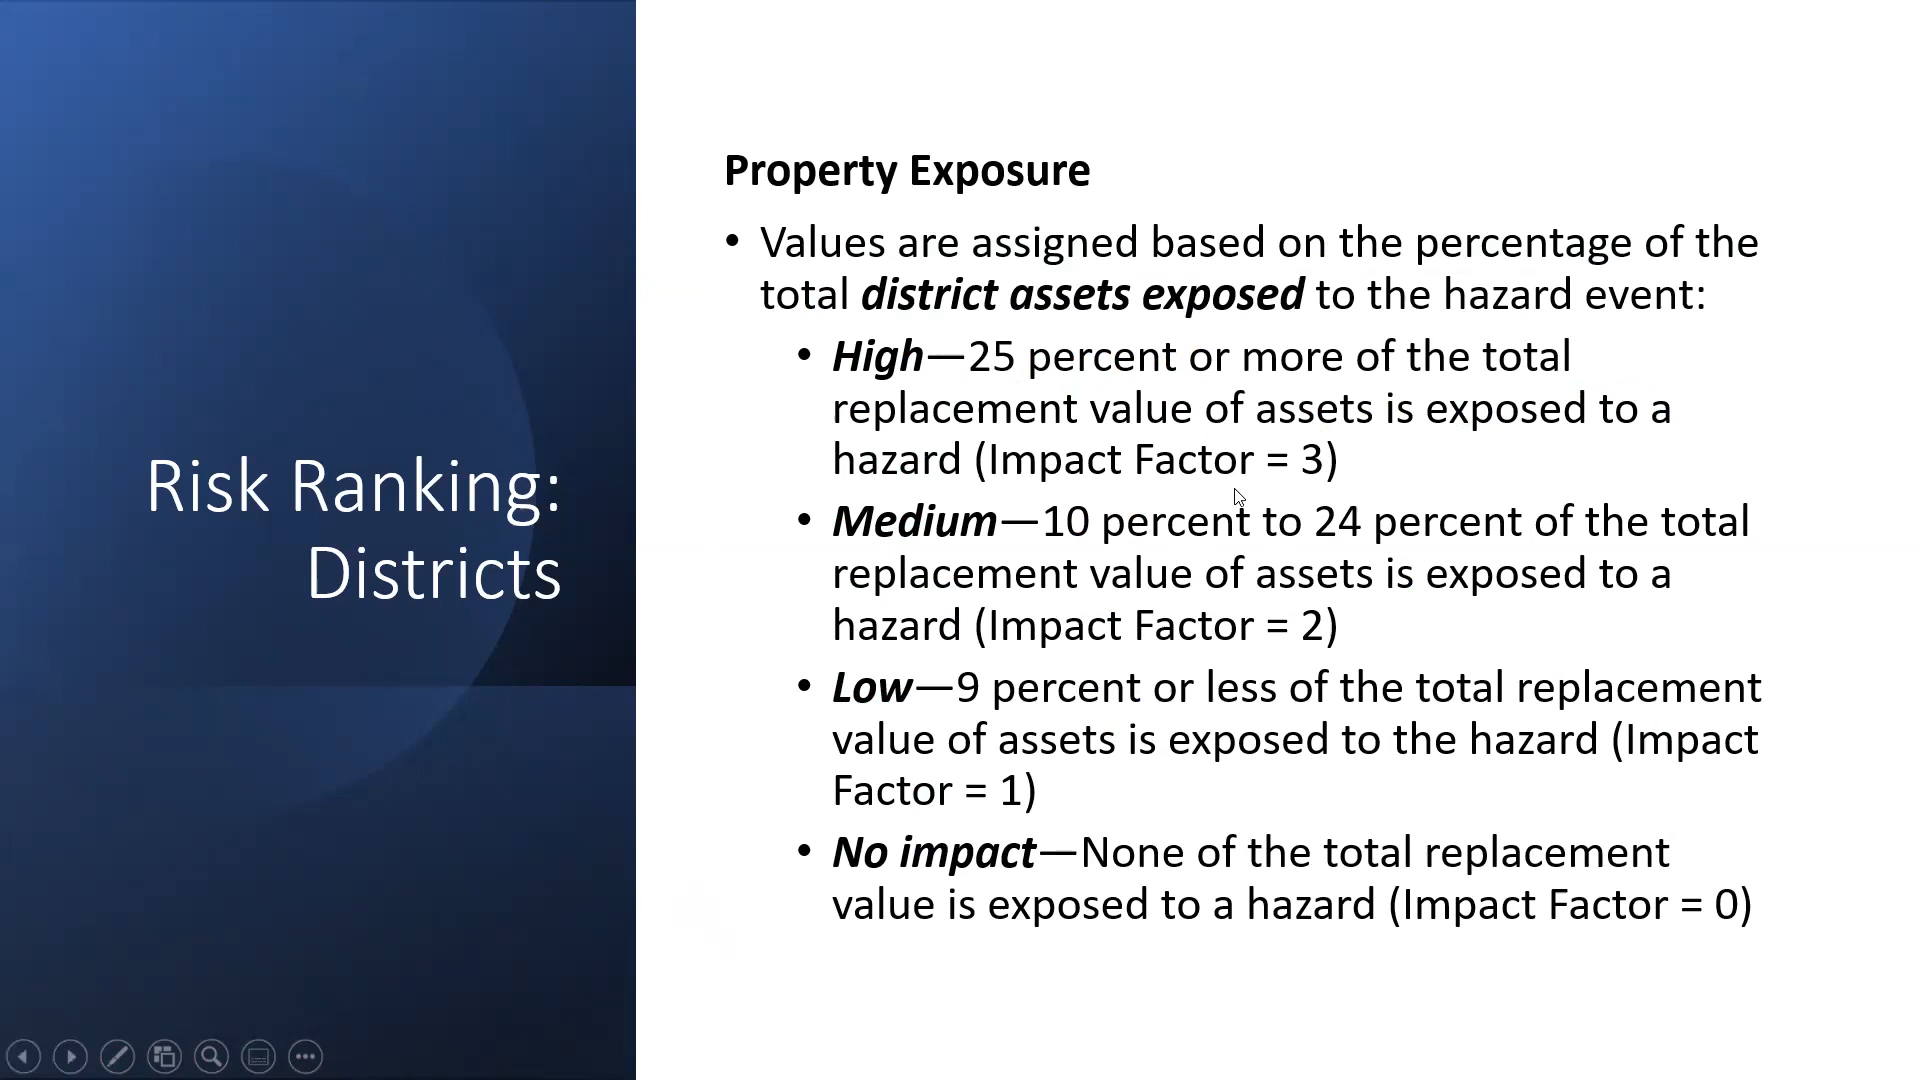 Risk Ranking:
Districts
Property Exposure
• Values are assigned based on the percentage of the
total district assets exposed to the hazard event:
• High—25 percent or more of the total
replacement value of assets is exposed to a
hazard (Impact Factor = 3)
• Medium—10 percent to 24 percent of the total
replacement value of assets is exposed to a
hazard (Impact Factor = 2)
• Low—9 percent or less of the total replacement
value of assets is exposed to the hazard (Impact
Factor = 1)
• No impact—None of the total replacement
value is exposed to a hazard (Impact Factor = 0)